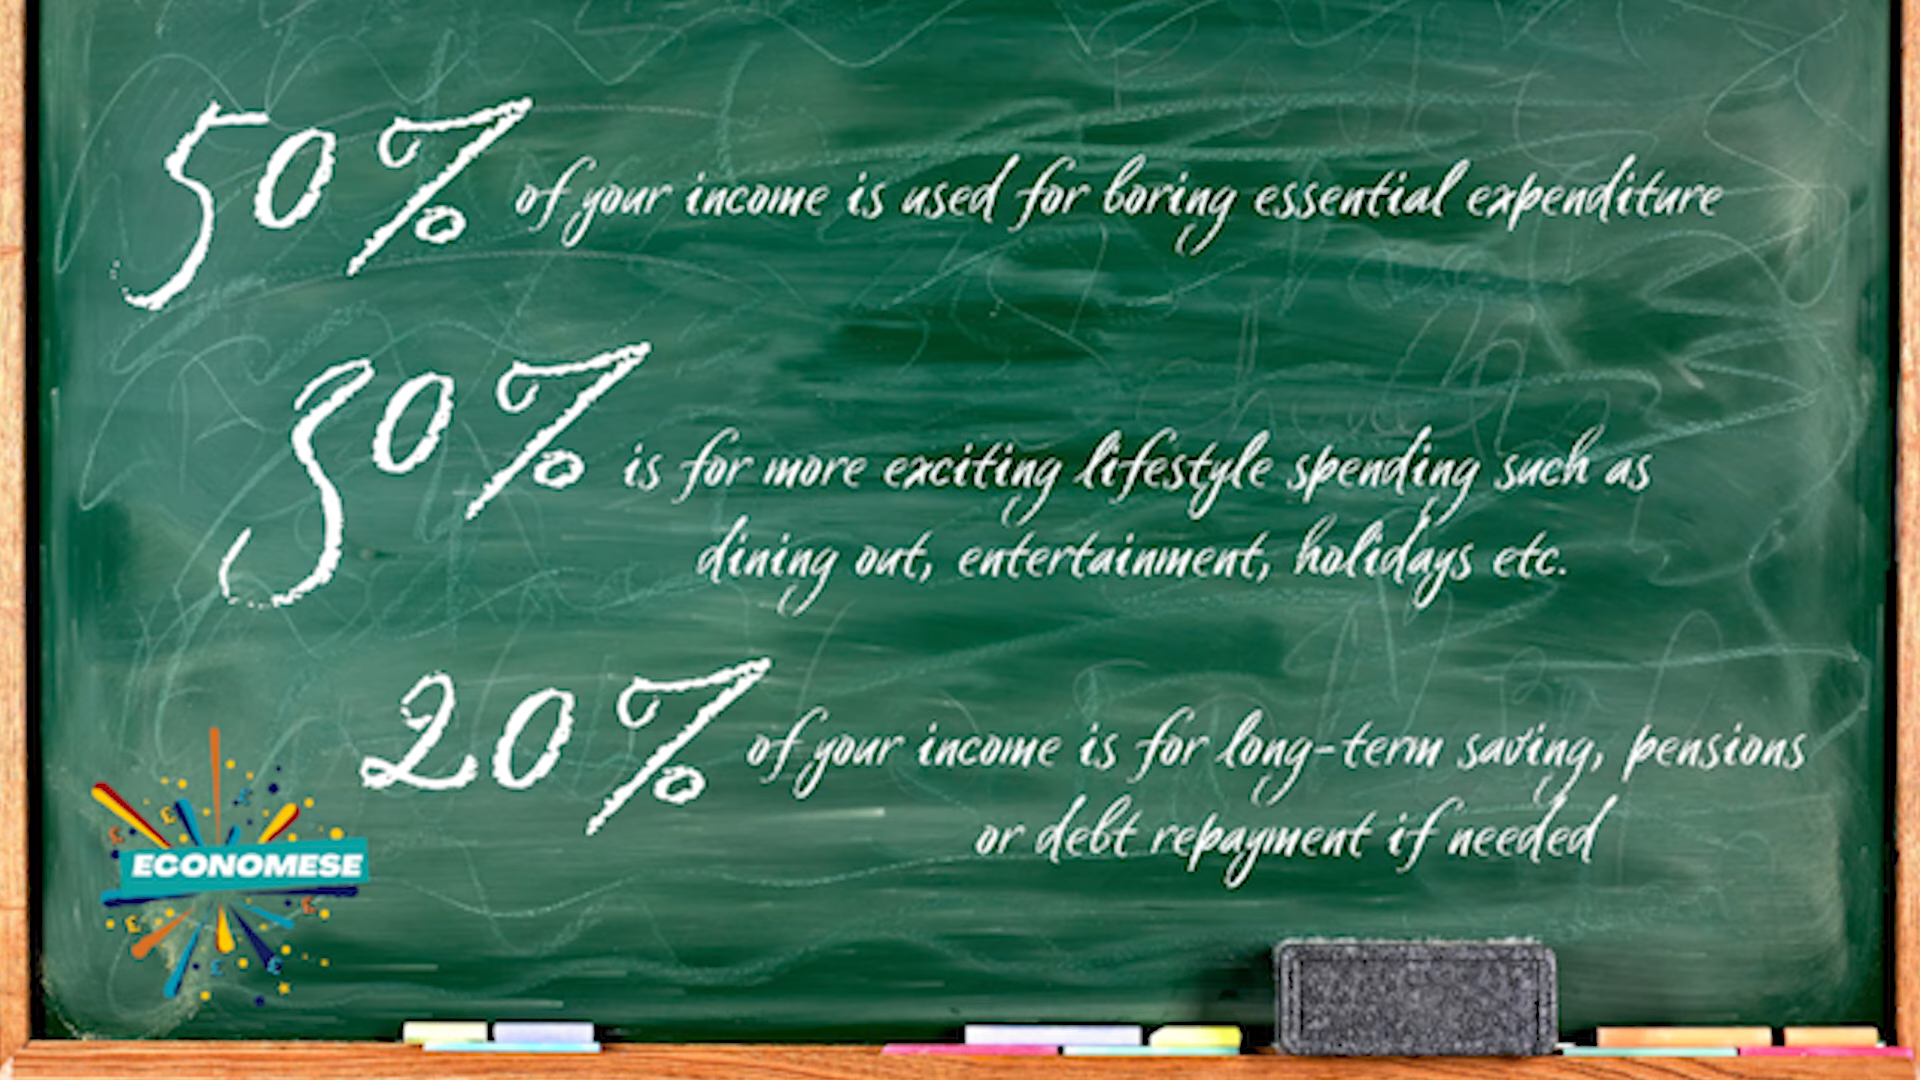 50% of your income is used for boring essential expenditure
30% is for more exciting lifestyle spending such as
dining out, entertainment, holidays etc.
20% of your income is for long-term saving, pensions
or debt repayment if needed
ECONOMESE